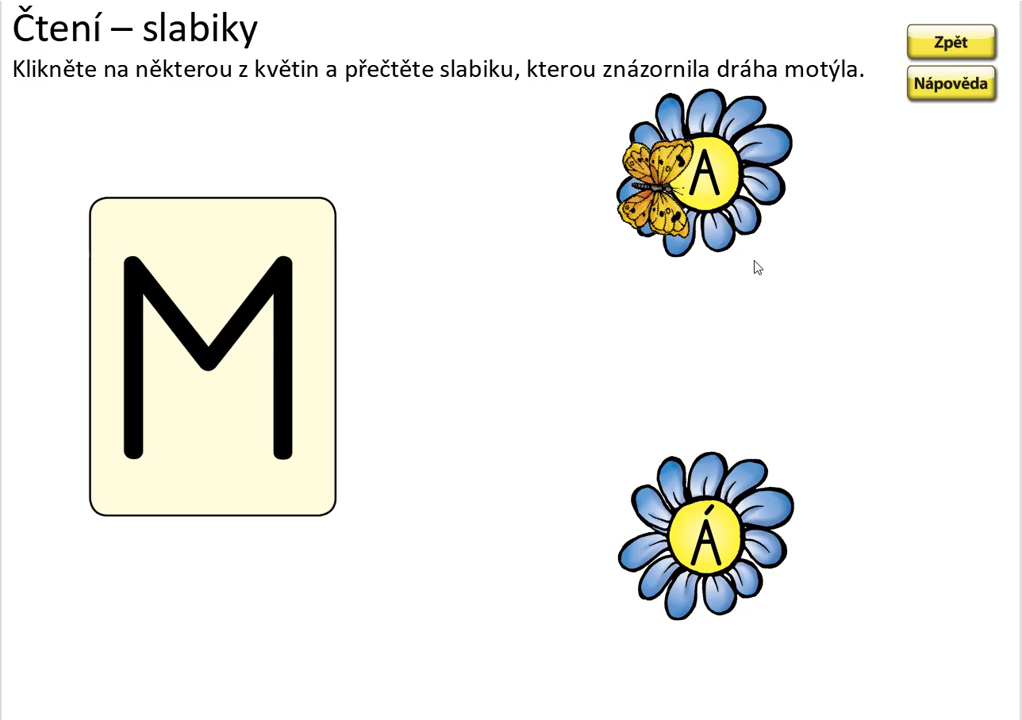 Čtení – slabiky
Klikněte na některou z květin a přečtěte slabiku, kterou znázornila dráha motýla.
Zpět
Nápověda
A
M
Á